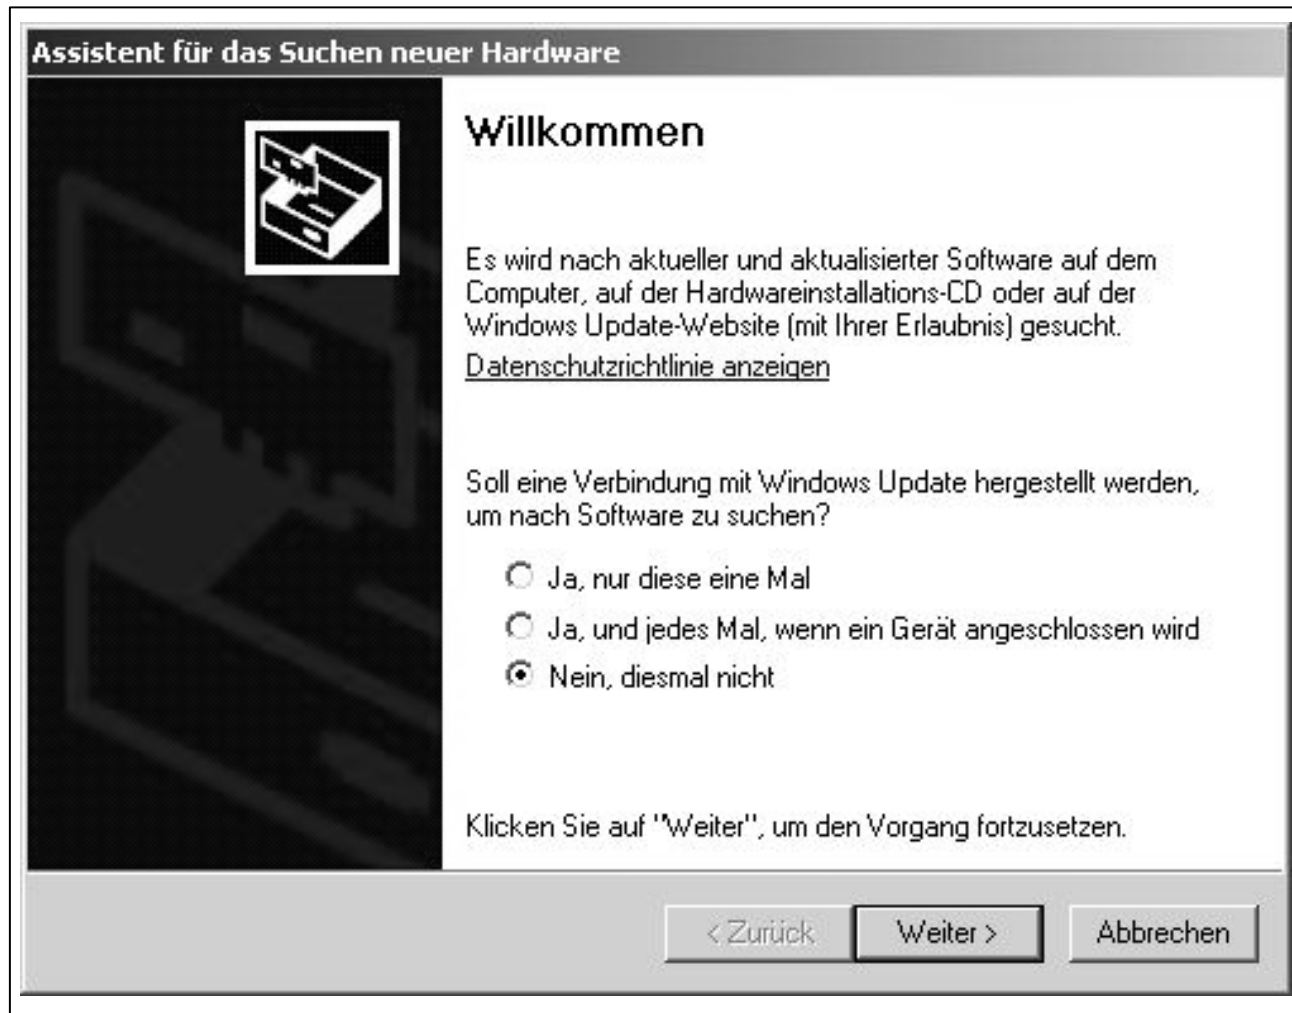 Assistent für das Suchen neuer Hardware
Willkommen
Es wird nach aktueller und aktualisierter Software auf dem
Computer, auf der Hardwareinstallations-CD oder auf der
Windows Update-Website (mit Ihrer Erlaubnis) gesucht.
Datenschutzrichtlinie anzeigen
Soll eine Verbindung mit Windows Update hergestellt werden,
um nach Software zu suchen?
Ja, nur diese eine Mal
Ja, und jedes Mal, wenn ein Gerät angeschlossen wird
Nein, diesmal nicht
Klicken Sie auf "Weiter", um den Vorgang fortzusetzen.
< Zurück Weiter > Abbrechen